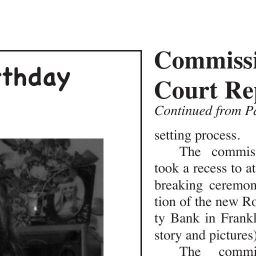 rthday
Commissi
Court Rep
Continued from Pa
setting process.
The commis
took a recess to at
breaking ceremon
tion of the new Ro
ty Bank in Frankl
story and pictures)
The commi